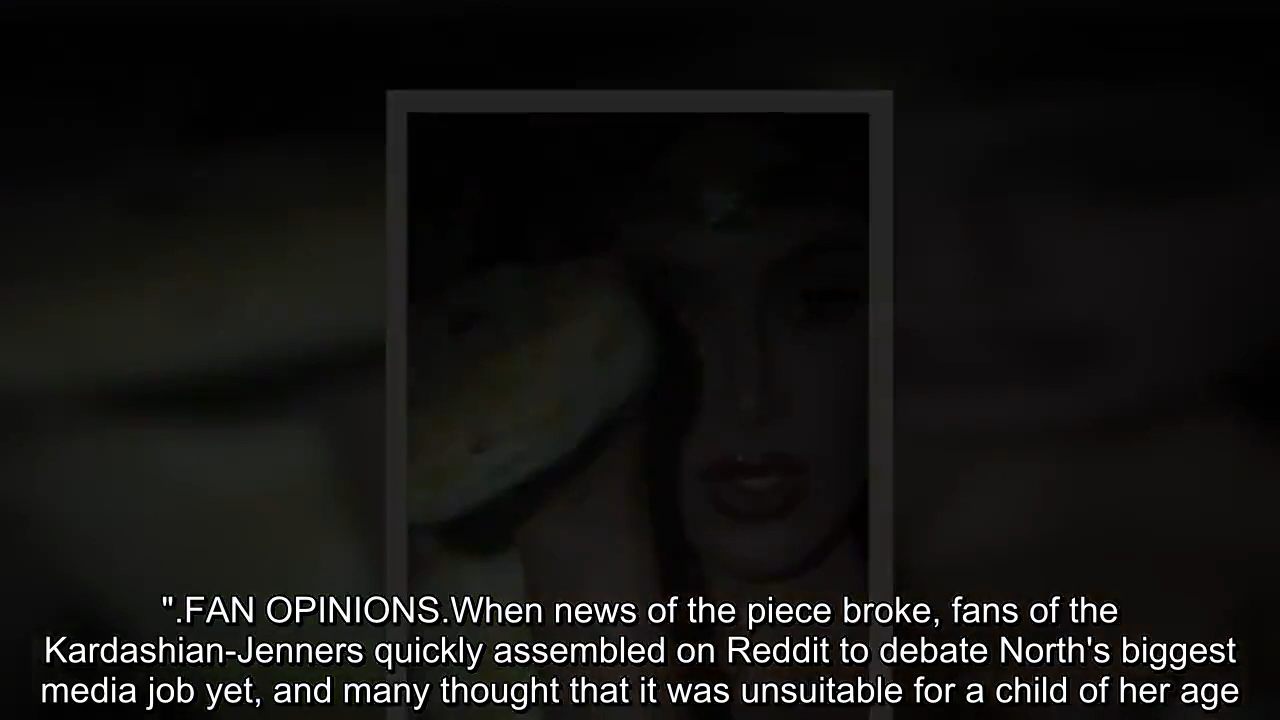 ".FAN OPINIONS.When news of the piece broke, fans of the
Kardashian-Jenners quickly assembled on Reddit to debate North's biggest
media job yet, and many thought that it was unsuitable for a child of her age